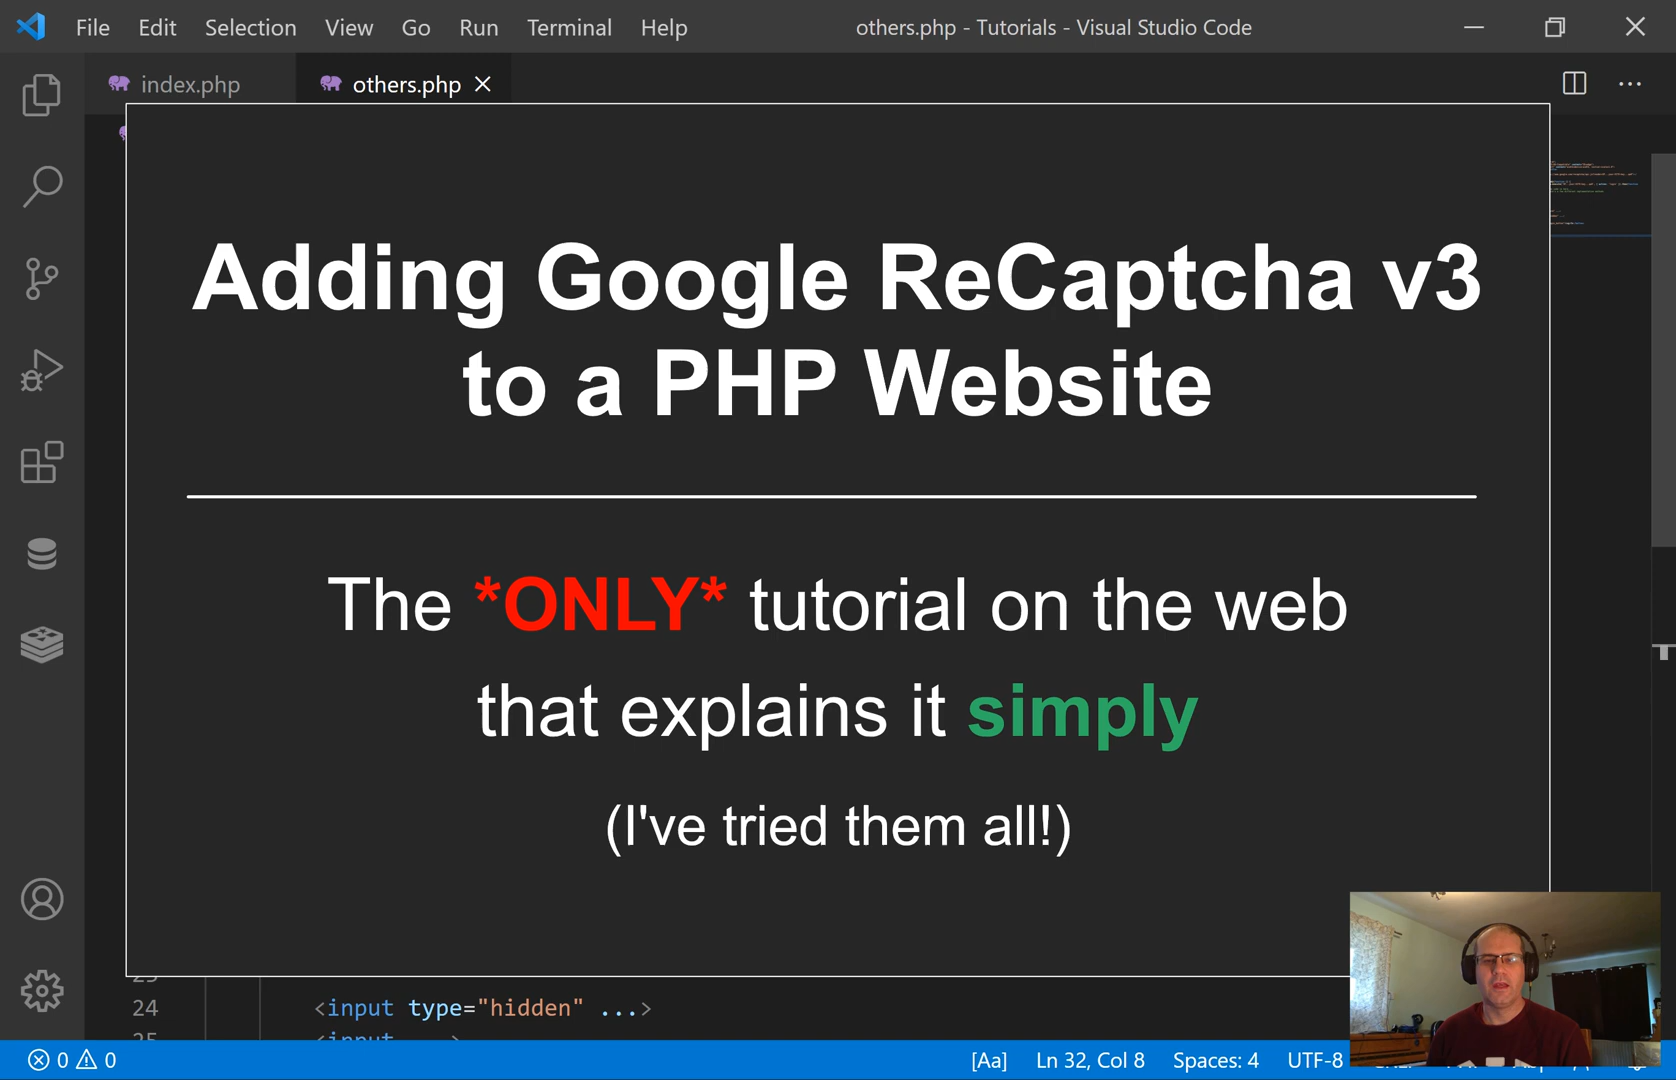 File Edit Selection View Go Run Terminal Help others.php - Tutorials - Visual Studio Code
index.php others.php
Adding Google ReCaptcha v3
to a PHP Website
The *ONLY* tutorial on the web
that explains it simply
(I've tried them all!)
24 <input type="hidden" ...>
0 0 [Aa] Ln 32, Col 8 Spaces: 4 UTF-8